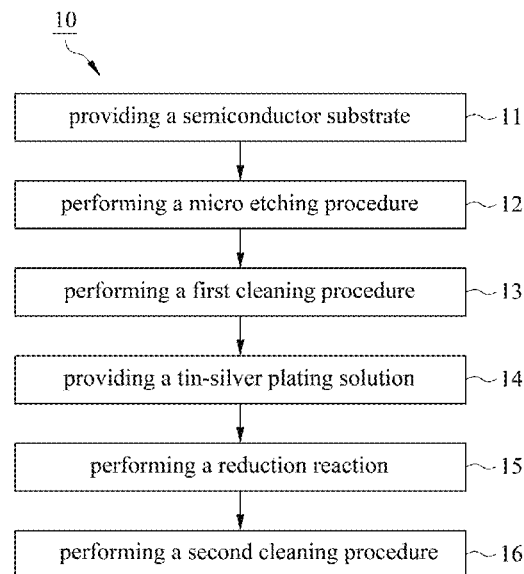 10
providing a semiconductor substrate 11
performing a micro etching procedure 12
performing a first cleaning procedure 13
providing a tin-silver plating solution 14
performing a reduction reaction 15
performing a second cleaning procedure 16